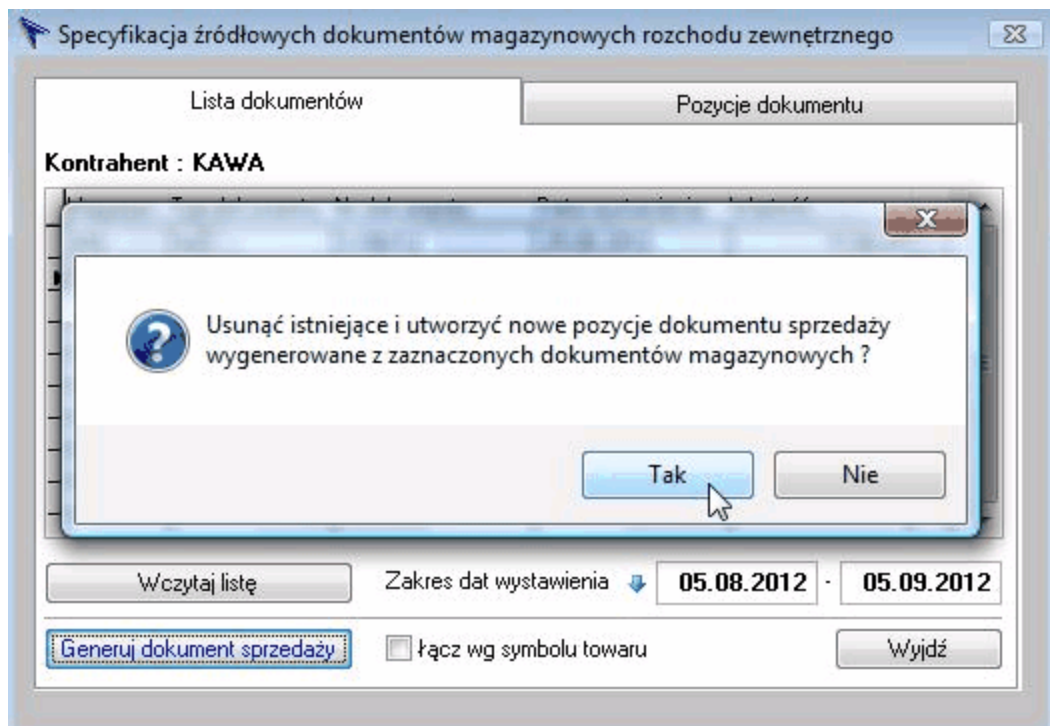 Specyfikacja źródłowych dokumentów magazynowych rozchodu zewnętrznego
Lista dokumentów
Pozycje dokumentu
Kontrahent : KAWA
Usunąć istniejące i utworzyć nowe pozycje dokumentu sprzedaży
wygenerowane z zaznaczonych dokumentów magazynowych ?
Tak
Nie
Wczytaj listę
Zakres dat wystawienia
05.08.2012 - 05.09.2012
Generuj dokument sprzedaży
łącz wg symbolu towaru
Wyjdź